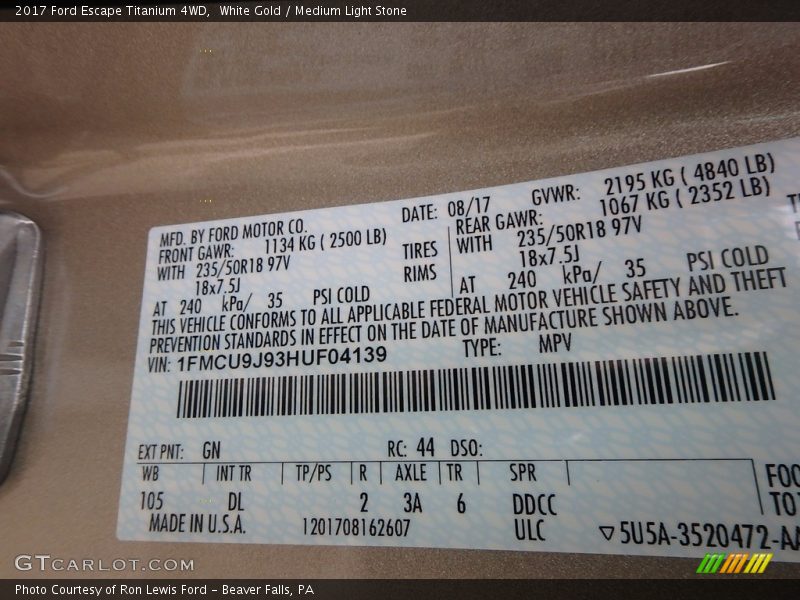 2017 Ford Escape Titanium 4WD,  White Gold / Medium Light Stone
MFD. BY FORD MOTOR CO.
DATE: 08/17
GVWR: 2195 KG ( 4840 LB)
FRONT GAWR: 1134 KG ( 2500 LB)
REAR GAWR: 1067 KG ( 2352 LB)
WITH 235/50R18 97V TIRES WITH 235/50R18 97V
18x7.5J RIMS 18x7.5J
AT 240 kPa/ 35 PSI COLD AT 240 kPa/ 35 PSI COLD
THIS VEHICLE CONFORMS TO ALL APPLICABLE FEDERAL MOTOR VEHICLE SAFETY AND THEFT
PREVENTION STANDARDS IN EFFECT ON THE DATE OF MANUFACTURE SHOWN ABOVE.
VIN: 1FMCU9J93HUF04139
TYPE: MPV
EXT PNT: GN RC: 44 DSO:
WB INT TR TP/PS R AXLE TR SPR
105 DL 2 3A 6 DDCC
MADE IN U.S.A. 1201708162607 ULC ▽5U5A-3520472-AA
GTCARLOT.COM
Photo Courtesy of Ron Lewis Ford - Beaver Falls, PA